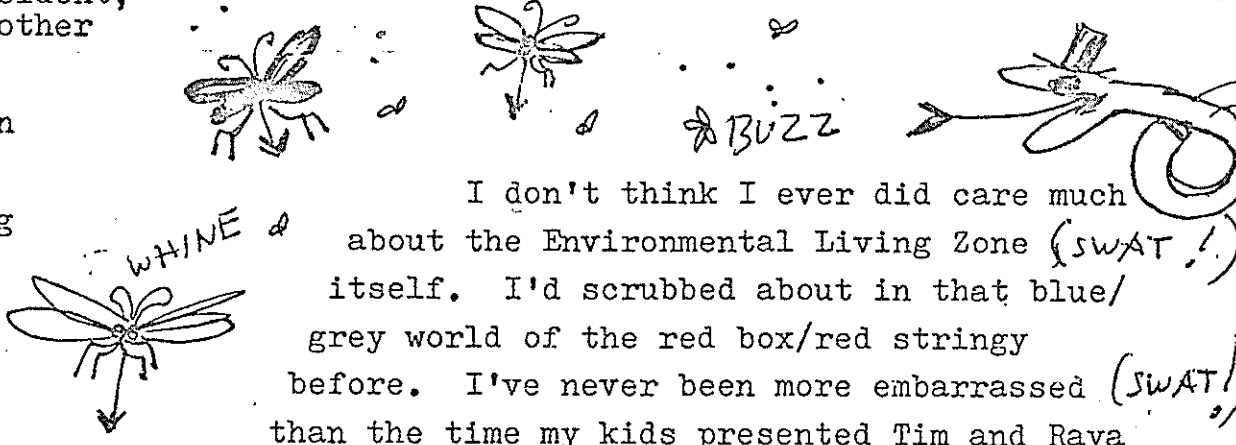 other
n
g
BUZZ
WHINE
I don't think I ever did care much
about the Environmental Living Zone (SWAT!)
itself. I'd scrubbed about in that blue/
grey world of the red box/red stringy
before. I've never been more embarrassed (SWAT!
than the time my kids presented Tim and Raya